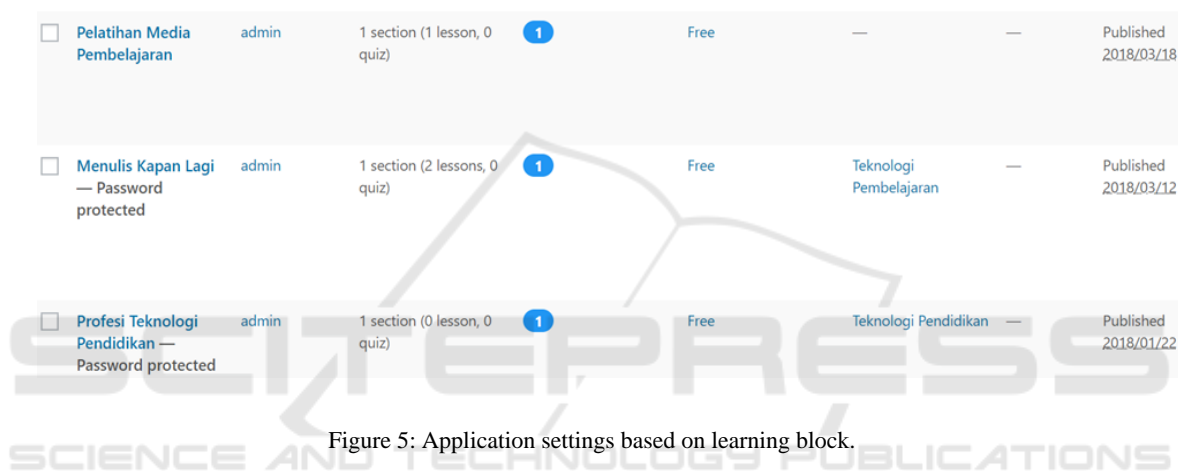 Pelatihan Media admin 1 section (1 lesson, 0 1 Free — — Published
Pembelajaran quiz) 2018/03/18
Menulis Kapan Lagi admin 1 section (2 lessons, 0 1 Free Teknologi — Published
— Password quiz) Pembelajaran 2018/03/12
protected
Profesi Teknologi admin 1 section (0 lesson, 0 1 Free Teknologi Pendidikan — Published
Pendidikan — quiz) 2018/01/22
Password protected
SCITEPRESS
Figure 5: Application settings based on learning block.
SCIENCE AND TECHNOLOGY PUBLICATIONS